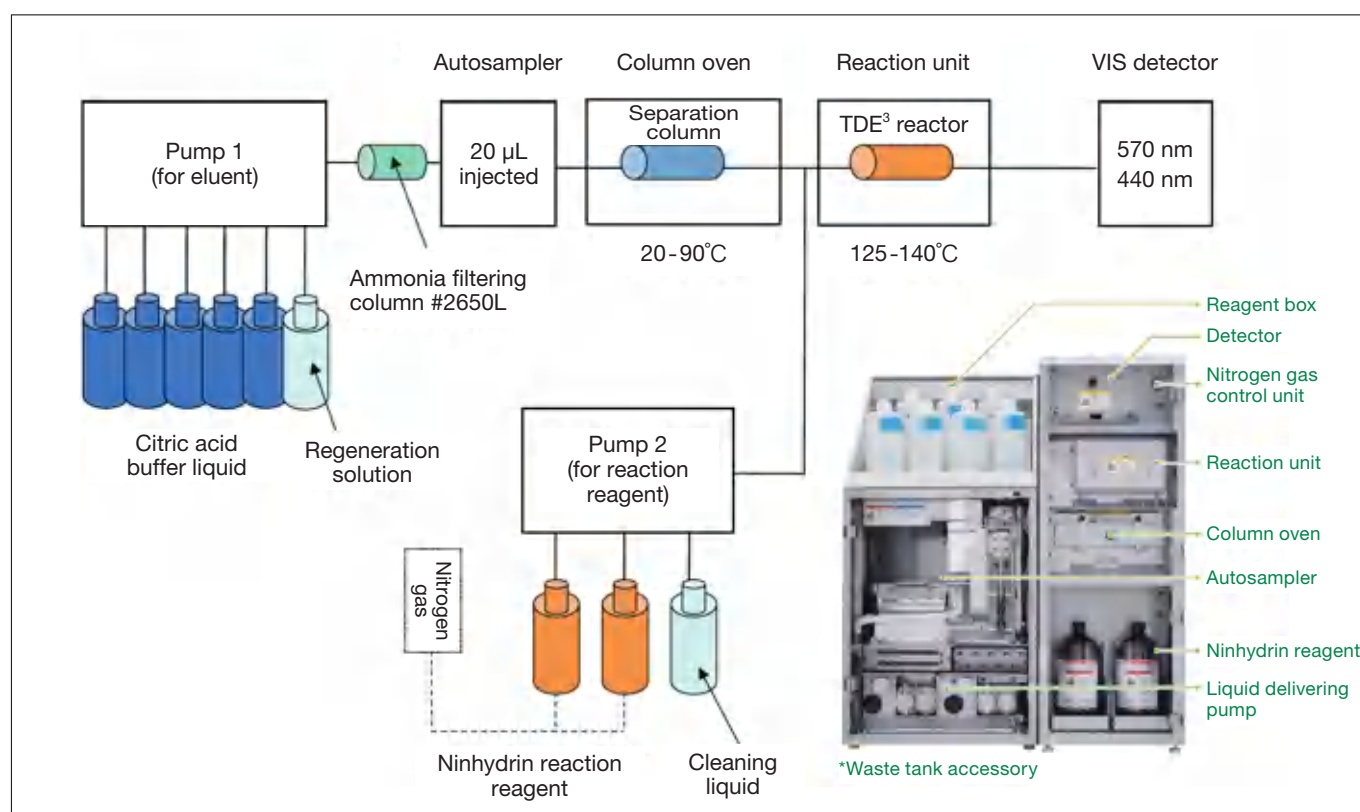 Autosampler
Column oven
Reaction unit
VIS detector
Pump 1
(for eluent)
20 µL
injected
Separation
column
TDE³ reactor
570 nm
440 nm
20-90°C
125-140°C
Ammonia filtering
column #2650L
Citric acid
buffer liquid
Regeneration
solution
Pump 2
(for reaction
reagent)
Nitrogen
gas
Ninhydrin reaction
reagent
Cleaning
liquid
Reagent box
Detector
Nitrogen gas
control unit
Reaction unit
Column oven
Autosampler
Ninhydrin reagent
Liquid delivering
pump
*Waste tank accessory